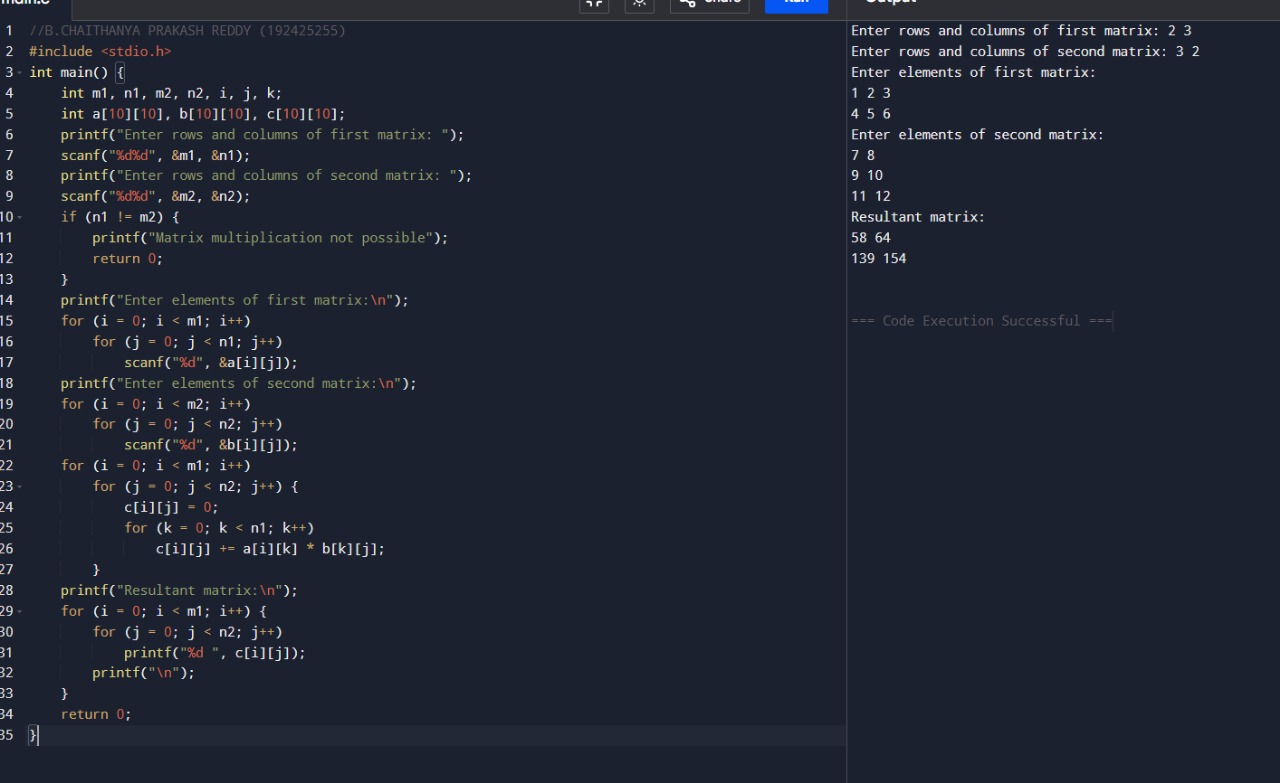 main.c
Share
Run
Output
1 //B.CHAITHANYA PRAKASH REDDY (192425255)
2 #include <stdio.h>
3 int main() {
4     int m1, n1, m2, n2, i, j, k;
5     int a[10][10], b[10][10], c[10][10];
6     printf("Enter rows and columns of first matrix: ");
7     scanf("%d%d", &m1, &n1);
8     printf("Enter rows and columns of second matrix: ");
9     scanf("%d%d", &m2, &n2);
10     if (n1 != m2) {
11         printf("Matrix multiplication not possible");
12         return 0;
13     }
14     printf("Enter elements of first matrix:\n");
15     for (i = 0; i < m1; i++)
16         for (j = 0; j < n1; j++)
17             scanf("%d", &a[i][j]);
18     printf("Enter elements of second matrix:\n");
19     for (i = 0; i < m2; i++)
20         for (j = 0; j < n2; j++)
21             scanf("%d", &b[i][j]);
22     for (i = 0; i < m1; i++)
23         for (j = 0; j < n2; j++) {
24             c[i][j] = 0;
25             for (k = 0; k < n1; k++)
26                 c[i][j] += a[i][k] * b[k][j];
27         }
28     printf("Resultant matrix:\n");
29     for (i = 0; i < m1; i++) {
30         for (j = 0; j < n2; j++)
31             printf("%d ", c[i][j]);
32         printf("\n");
33     }
34     return 0;
35 }
Enter rows and columns of first matrix: 2 3
Enter rows and columns of second matrix: 3 2
Enter elements of first matrix:
1 2 3
4 5 6
Enter elements of second matrix:
7 8
9 10
11 12
Resultant matrix:
58 64
139 154
=== Code Execution Successful ===